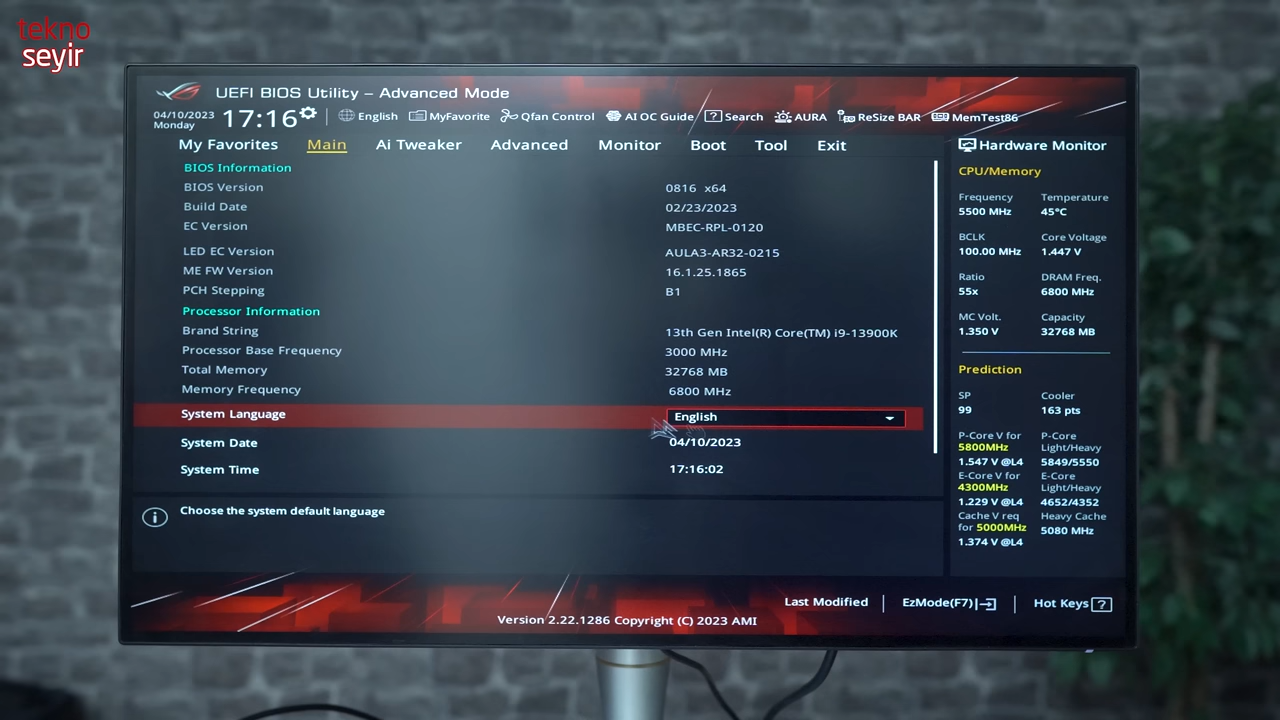 tekno
seyir
UEFI BIOS Utility – Advanced Mode
04/10/2023
Monday
17:16
English
MyFavorite
Qfan Control
AI OC Guide
? Search
AURA
ReSize BAR
MemTest86
My Favorites
Main
Ai Tweaker
Advanced
Monitor
Boot
Tool
Exit
BIOS Information
BIOS Version 0816 x64
Build Date 02/23/2023
EC Version MBEC-RPL-0120
LED EC Version AULA3-AR32-0215
ME FW Version 16.1.25.1865
PCH Stepping B1
Processor Information
Brand String 13th Gen Intel(R) Core(TM) i9-13900K
Processor Base Frequency 3000 MHz
Total Memory 32768 MB
Memory Frequency 6800 MHz
System Language English
System Date 04/10/2023
System Time 17:16:02
i Choose the system default language
Hardware Monitor
CPU/Memory
Frequency Temperature
5500 MHz 45°C
BCLK Core Voltage
100.00 MHz 1.447 V
Ratio DRAM Freq.
55x 6800 MHz
MC Volt. Capacity
1.350 V 32768 MB
Prediction
SP Cooler
99 163 pts
P-Core V for P-Core
5800MHz Light/Heavy
1.547 V @L4 5849/5550
E-Core V for E-Core
4300MHz Light/Heavy
1.229 V @L4 4652/4352
Cache V req Heavy Cache
for 5000MHz 5080 MHz
1.374 V @L4
Last Modified
EzMode(F7)
Hot Keys ?
Version 2.22.1286 Copyright (C) 2023 AMI